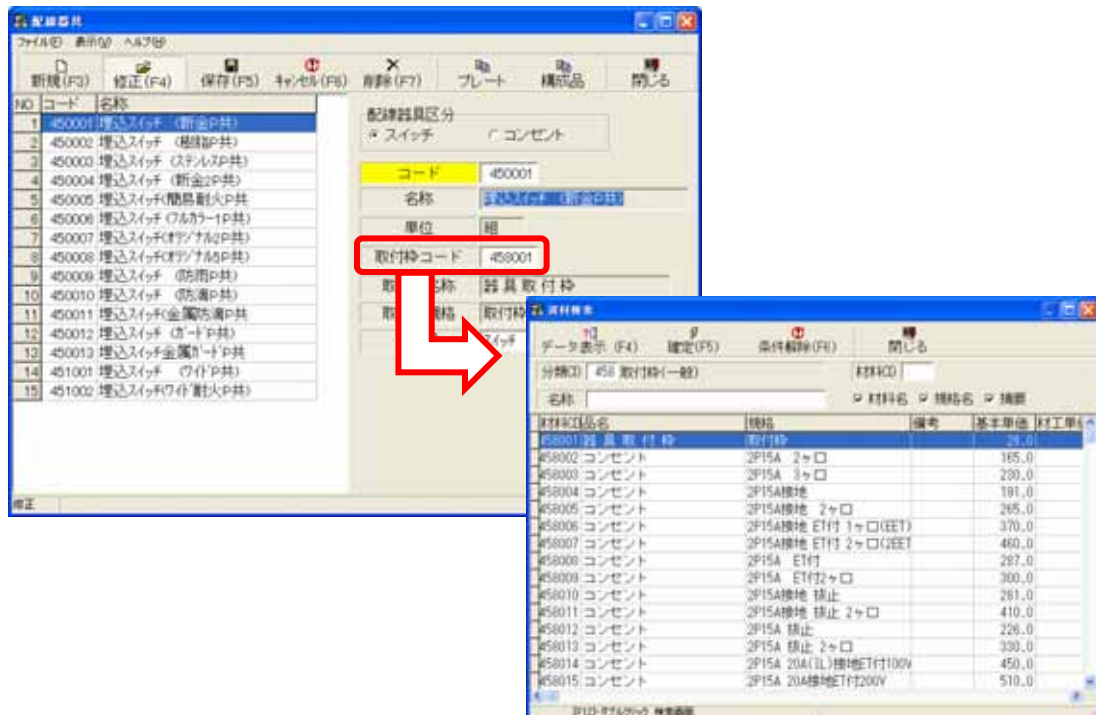 配線器具
ファイル(F) 表示(V) ヘルプ(H)
新規(F3) 修正(F4) 保存(F5) キャンセル(F6) 削除(F7) プレート 構成品 閉じる
NO コード 名称
1 450001 埋込スイッチ (新金P共)
2 450002 埋込スイッチ (樹脂P共)
3 450003 埋込スイッチ (ステンレスP共)
4 450004 埋込スイッチ (新金2P共)
5 450005 埋込スイッチ(簡易耐火P共
6 450006 埋込スイッチ(フルカラー1P共)
7 450007 埋込スイッチ(オリジナル2P共)
8 450008 埋込スイッチ(オリジナル5P共)
9 450009 埋込スイッチ (防雨P共)
10 450010 埋込スイッチ (防滴P共)
11 450011 埋込スイッチ(金属防滴P共
12 450012 埋込スイッチ (ガードP共)
13 450013 埋込スイッチ金属ガードP共
14 451001 埋込スイッチ (ワイドP共)
15 451002 埋込スイッチ(ワイド耐火P共)
修正
配線器具区分
スイッチ コンセント
コード 450001
名称 埋込スイッチ (新金P共)
単位 組
取付枠コード 458001
取 名称 器具取付枠
取 規格 取付枠
スイッチ
資材検索
データ表示 (F4) 確定(F5) 条件解除(F6) 閉じる
分類CD 458 取付枠(一般) 材料CD
名称 材料名 規格名 摘要
材料CD 品名 規格 備考 基本単価 材工単
458001 器具取付枠 取付枠 28.0
458002 コンセント 2P15A 2ヶ口 165.0
458003 コンセント 2P15A 3ヶ口 230.0
458004 コンセント 2P15A接地 191.0
458005 コンセント 2P15A接地 2ヶ口 265.0
458006 コンセント 2P15A接地 ET付 1ヶ口(EET) 370.0
458007 コンセント 2P15A接地 ET付 2ヶ口(2EET 460.0
458008 コンセント 2P15A ET付 287.0
458009 コンセント 2P15A ET付2ヶ口 300.0
458010 コンセント 2P15A接地 抜止 281.0
458011 コンセント 2P15A接地 抜止 2ヶ口 410.0
458012 コンセント 2P15A 抜止 226.0
458013 コンセント 2P15A 抜止 2ヶ口 330.0
458014 コンセント 2P15A 20A(IL)接地ET付100V 450.0
458015 コンセント 2P15A 20A接地ET付200V 510.0
検索画面